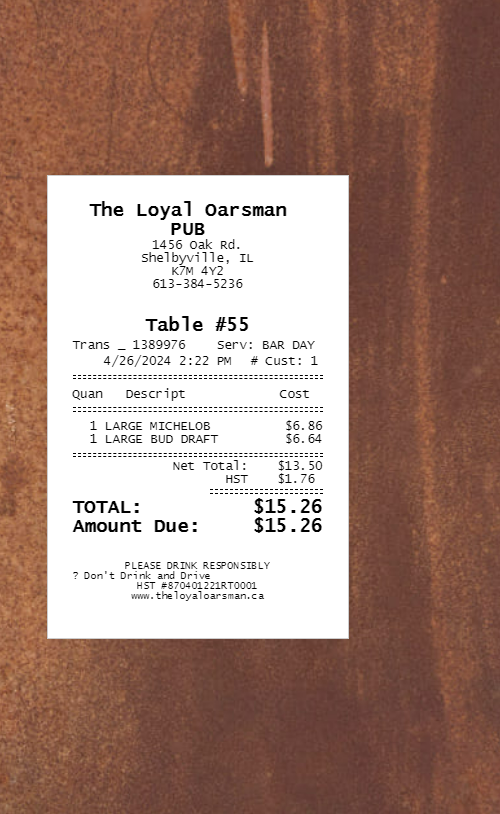 The Loyal Oarsman
PUB
1456 Oak Rd.
Shelbyville, IL
K7M 4Y2
613-384-5236
Table #55
Trans _ 1389976 Serv: BAR DAY
4/26/2024 2:22 PM # Cust: 1
Quan Descript Cost
1 LARGE MICHELOB $6.86
1 LARGE BUD DRAFT $6.64
Net Total: $13.50
HST $1.76
TOTAL: $15.26
Amount Due: $15.26
PLEASE DRINK RESPONSIBLY
? Don't Drink and Drive
HST #870401221RT0001
www.theloyaloarsman.ca